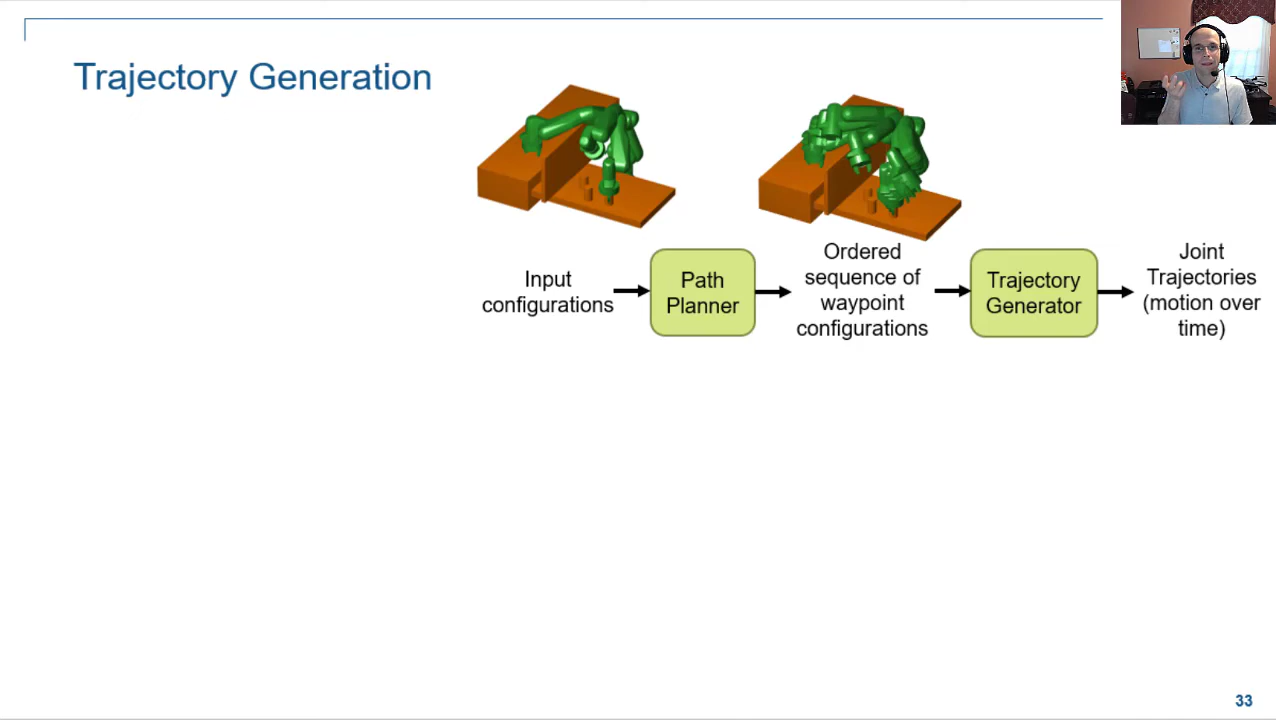 Trajectory Generation
Input
configurations
Path
Planner
Ordered
sequence of
waypoint
configurations
Trajectory
Generator
Joint
Trajectories
(motion over
time)
33